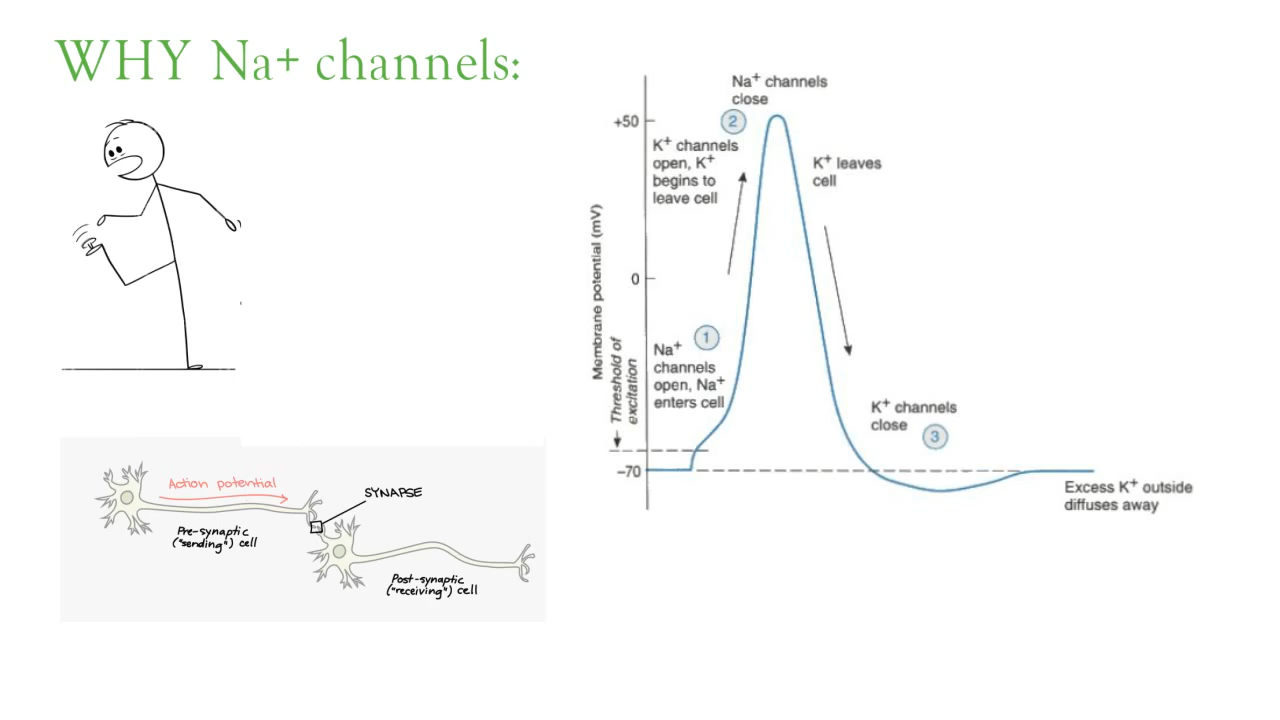 WHY Na+ channels:
Na⁺ channels
close
+50
2
K⁺ channels
open, K⁺
begins to
leave cell
K⁺ leaves
cell
Membrane potential (mV)
0
1
Na⁺
channels
open, Na⁺
enters cell
Threshold of
excitation
K⁺ channels
close
3
–70
Excess K⁺ outside
diffuses away
Action potential
SYNAPSE
Pre-synaptic
("sending") cell
Post-synaptic
("receiving") cell